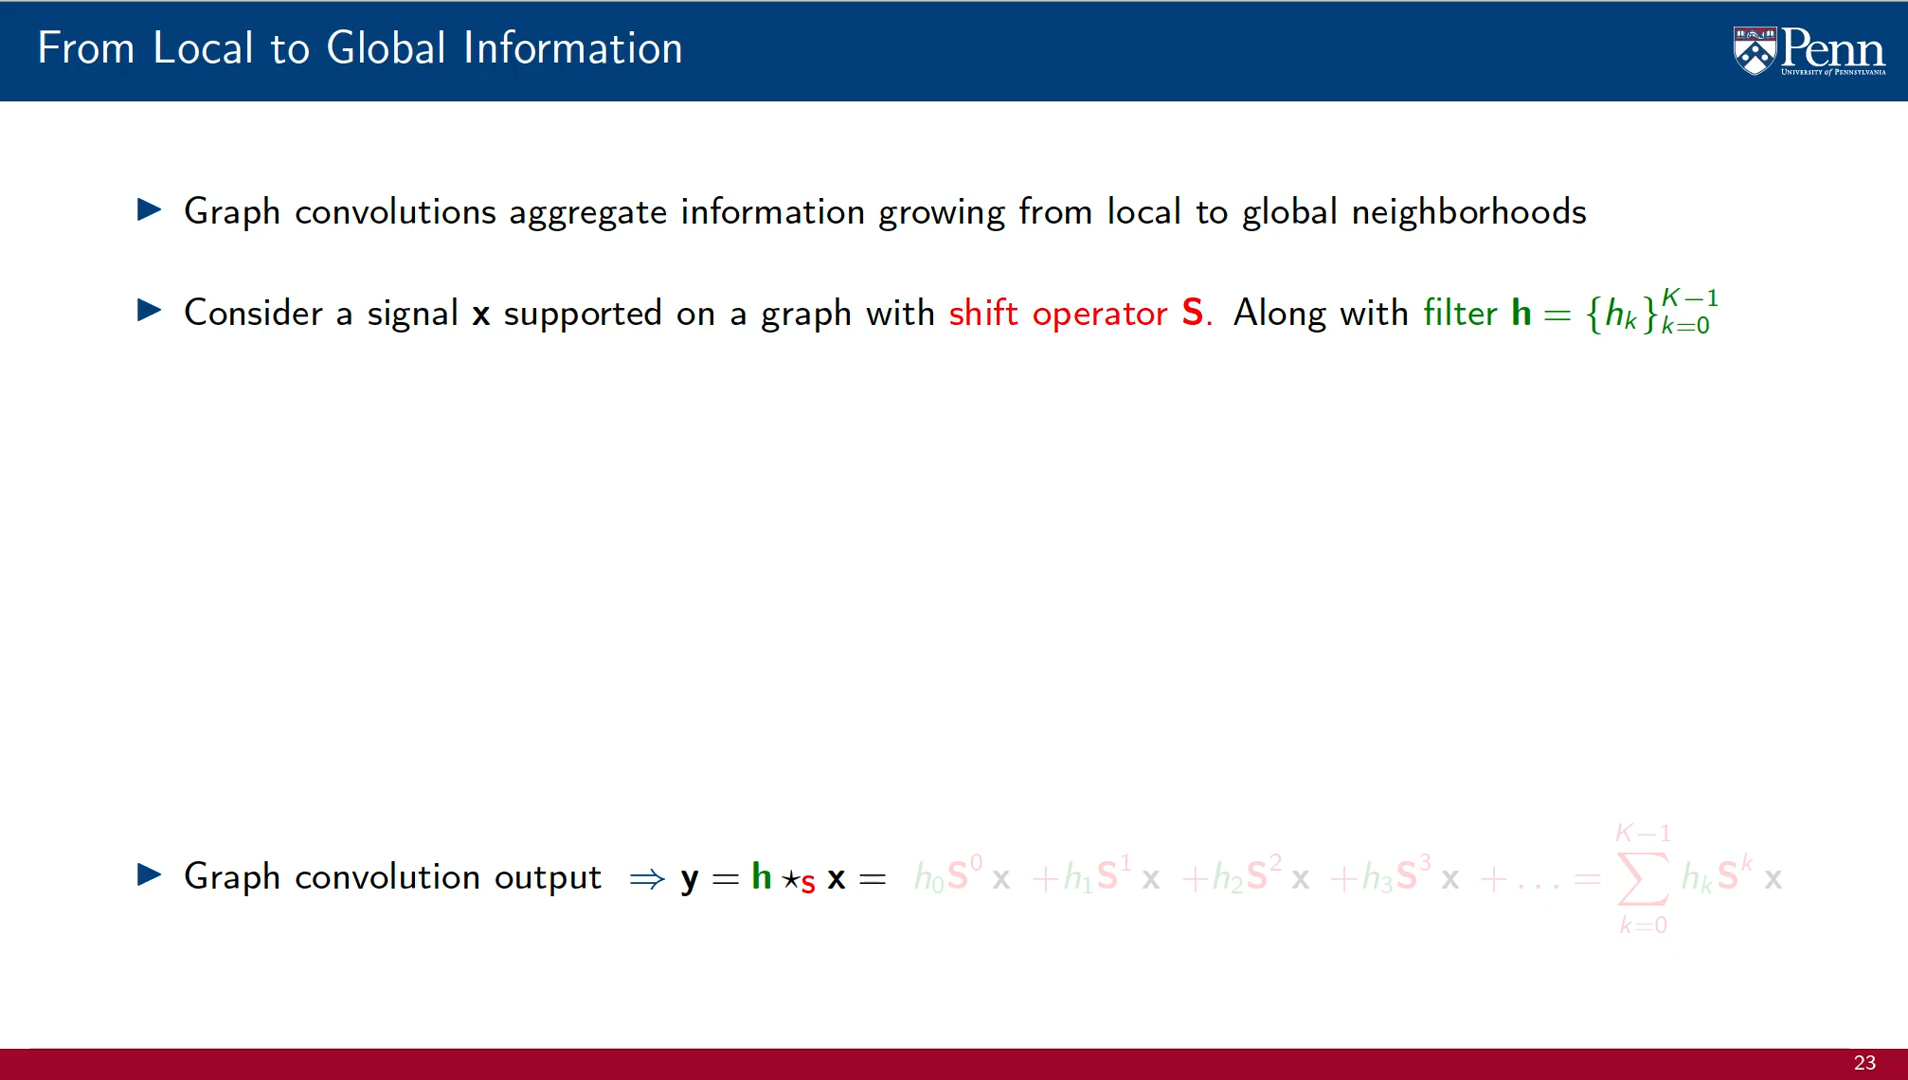 From Local to Global Information
Penn
UNIVERSITY of PENNSYLVANIA
▶ Graph convolutions aggregate information growing from local to global neighborhoods
▶ Consider a signal x supported on a graph with shift operator S. Along with filter h = {h_k}_{k=0}^{K−1}
▶ Graph convolution output ⇒ y = h ⋆_S x = h_0 S^0 x + h_1 S^1 x + h_2 S^2 x + h_3 S^3 x + . . . = ∑_{k=0}^{K−1} h_k S^k x
23